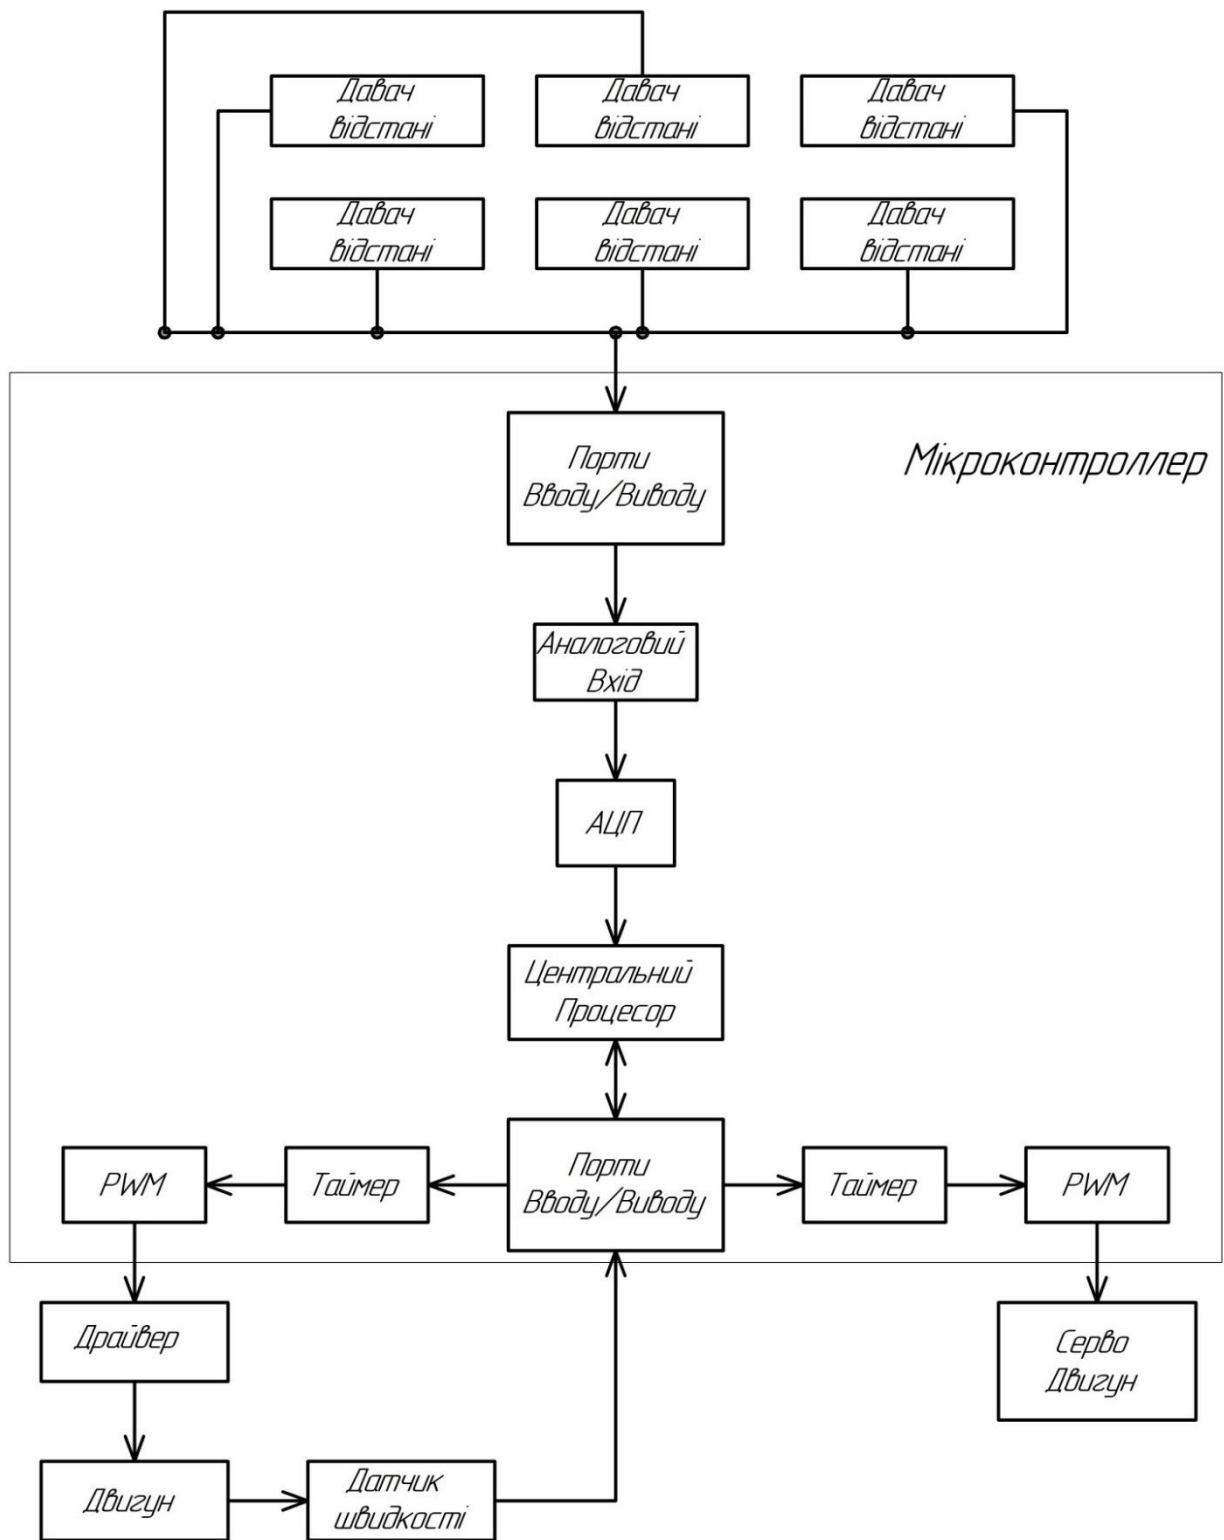 Давач
відстані
Давач
відстані
Давач
відстані
Давач
відстані
Давач
відстані
Давач
відстані
Мікроконтроллер
Порти
Вводу/Виводу
Аналоговий
Вхід
АЦП
Центральний
Процесор
PWM
Таймер
Порти
Вводу/Виводу
Таймер
PWM
Драйвер
Серво
Двигун
Двигун
Датчик
швидкості